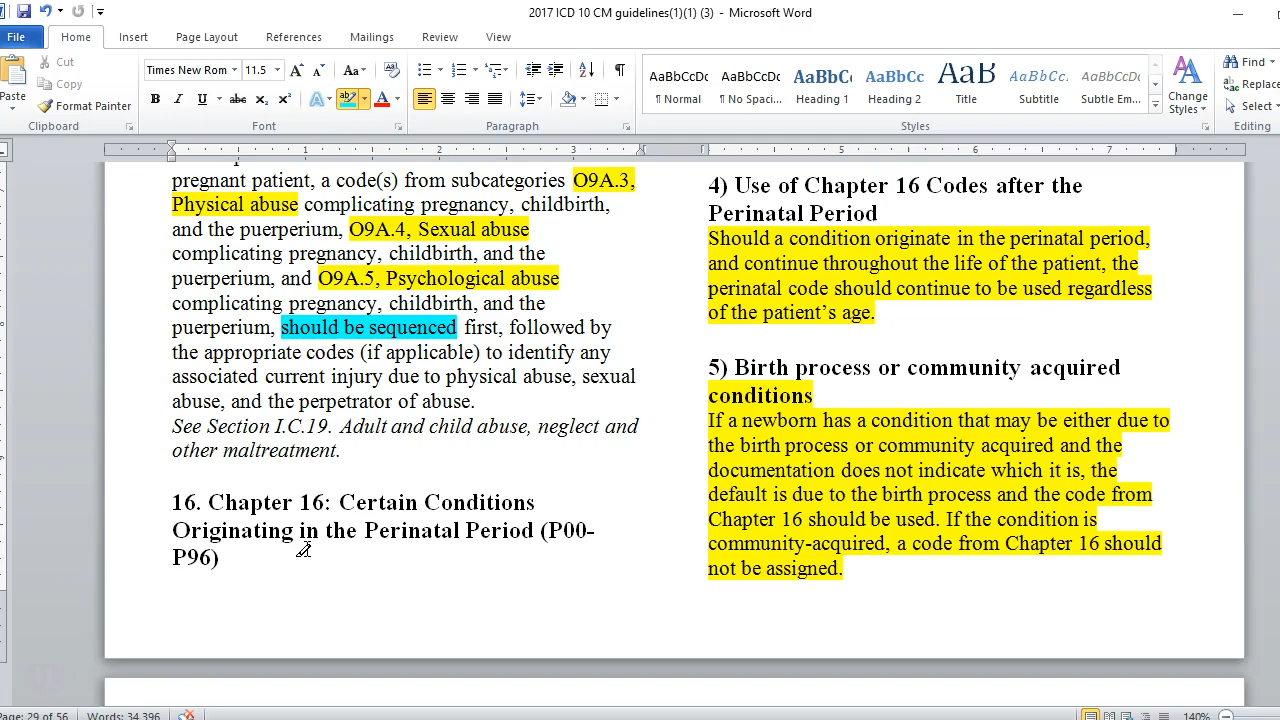 2017 ICD 10 CM guidelines(1)(1) (3) - Microsoft Word
File Home Insert Page Layout References Mailings Review View
Cut
Copy
Paste
Format Painter
Times New Rom 11.5
AaBbCcDc AaBbCcDc AaBbC AaBbCc AaB AaBbCcL AaBbCcDc
¶ Normal ¶ No Spaci... Heading 1 Heading 2 Title Subtitle Subtle Em...
Change
Styles
Find
Replace
Select
Clipboard Font Paragraph Styles Editing
1 2 3 5 6 7
pregnant patient, a code(s) from subcategories O9A.3,
Physical abuse complicating pregnancy, childbirth,
and the puerperium, O9A.4, Sexual abuse
complicating pregnancy, childbirth, and the
puerperium, and O9A.5, Psychological abuse
complicating pregnancy, childbirth, and the
puerperium, should be sequenced first, followed by
the appropriate codes (if applicable) to identify any
associated current injury due to physical abuse, sexual
abuse, and the perpetrator of abuse.
See Section I.C.19. Adult and child abuse, neglect and
other maltreatment.
16. Chapter 16: Certain Conditions
Originating in the Perinatal Period (P00-
P96)
4) Use of Chapter 16 Codes after the
Perinatal Period
Should a condition originate in the perinatal period,
and continue throughout the life of the patient, the
perinatal code should continue to be used regardless
of the patient’s age.
5) Birth process or community acquired
conditions
If a newborn has a condition that may be either due to
the birth process or community acquired and the
documentation does not indicate which it is, the
default is due to the birth process and the code from
Chapter 16 should be used. If the condition is
community-acquired, a code from Chapter 16 should
not be assigned.
Page: 29 of 56 Words: 34,396 140%